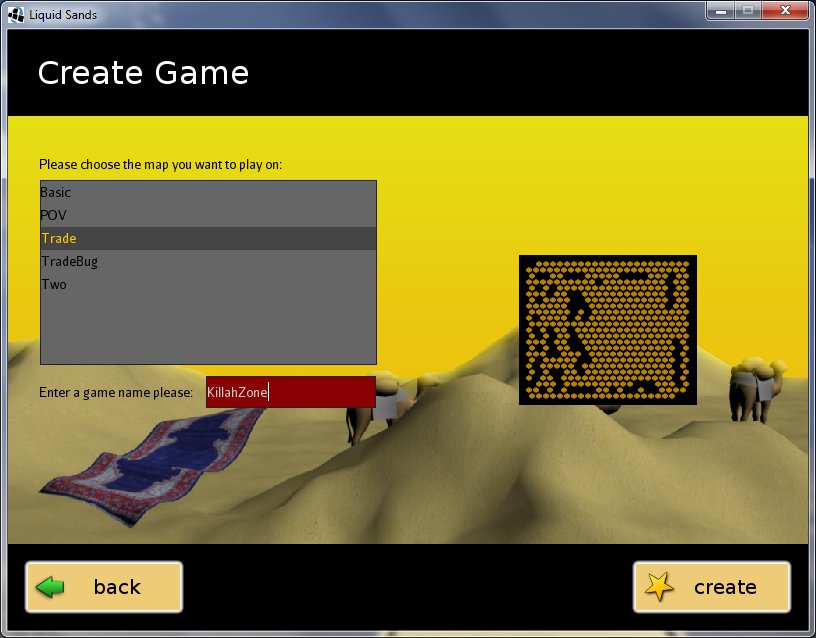 Liquid Sands
Create Game
Please choose the map you want to play on:
Basic
POV
Trade
TradeBug
Two
Enter a game name please: KillahZone
back
create